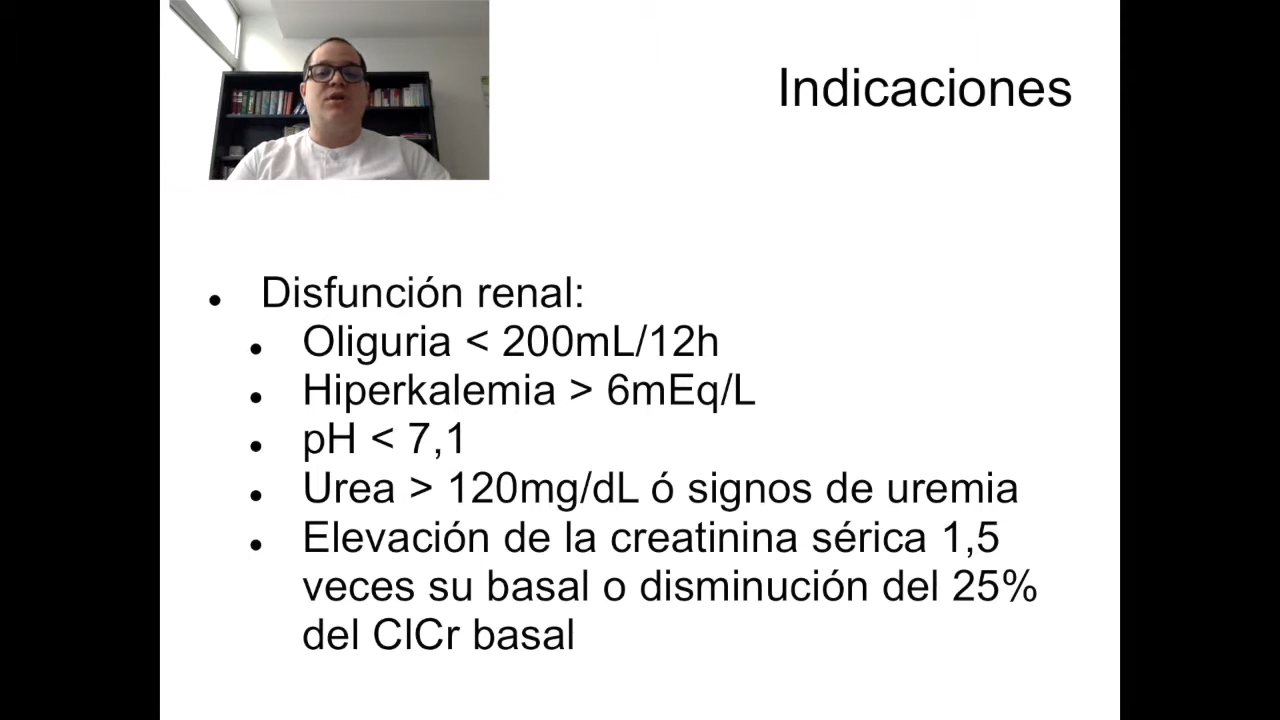 Indicaciones
Disfunción renal:
Oliguria < 200mL/12h
Hiperkalemia > 6mEq/L
pH < 7,1
Urea > 120mg/dL ó signos de uremia
Elevación de la creatinina sérica 1,5
veces su basal o disminución del 25%
del ClCr basal